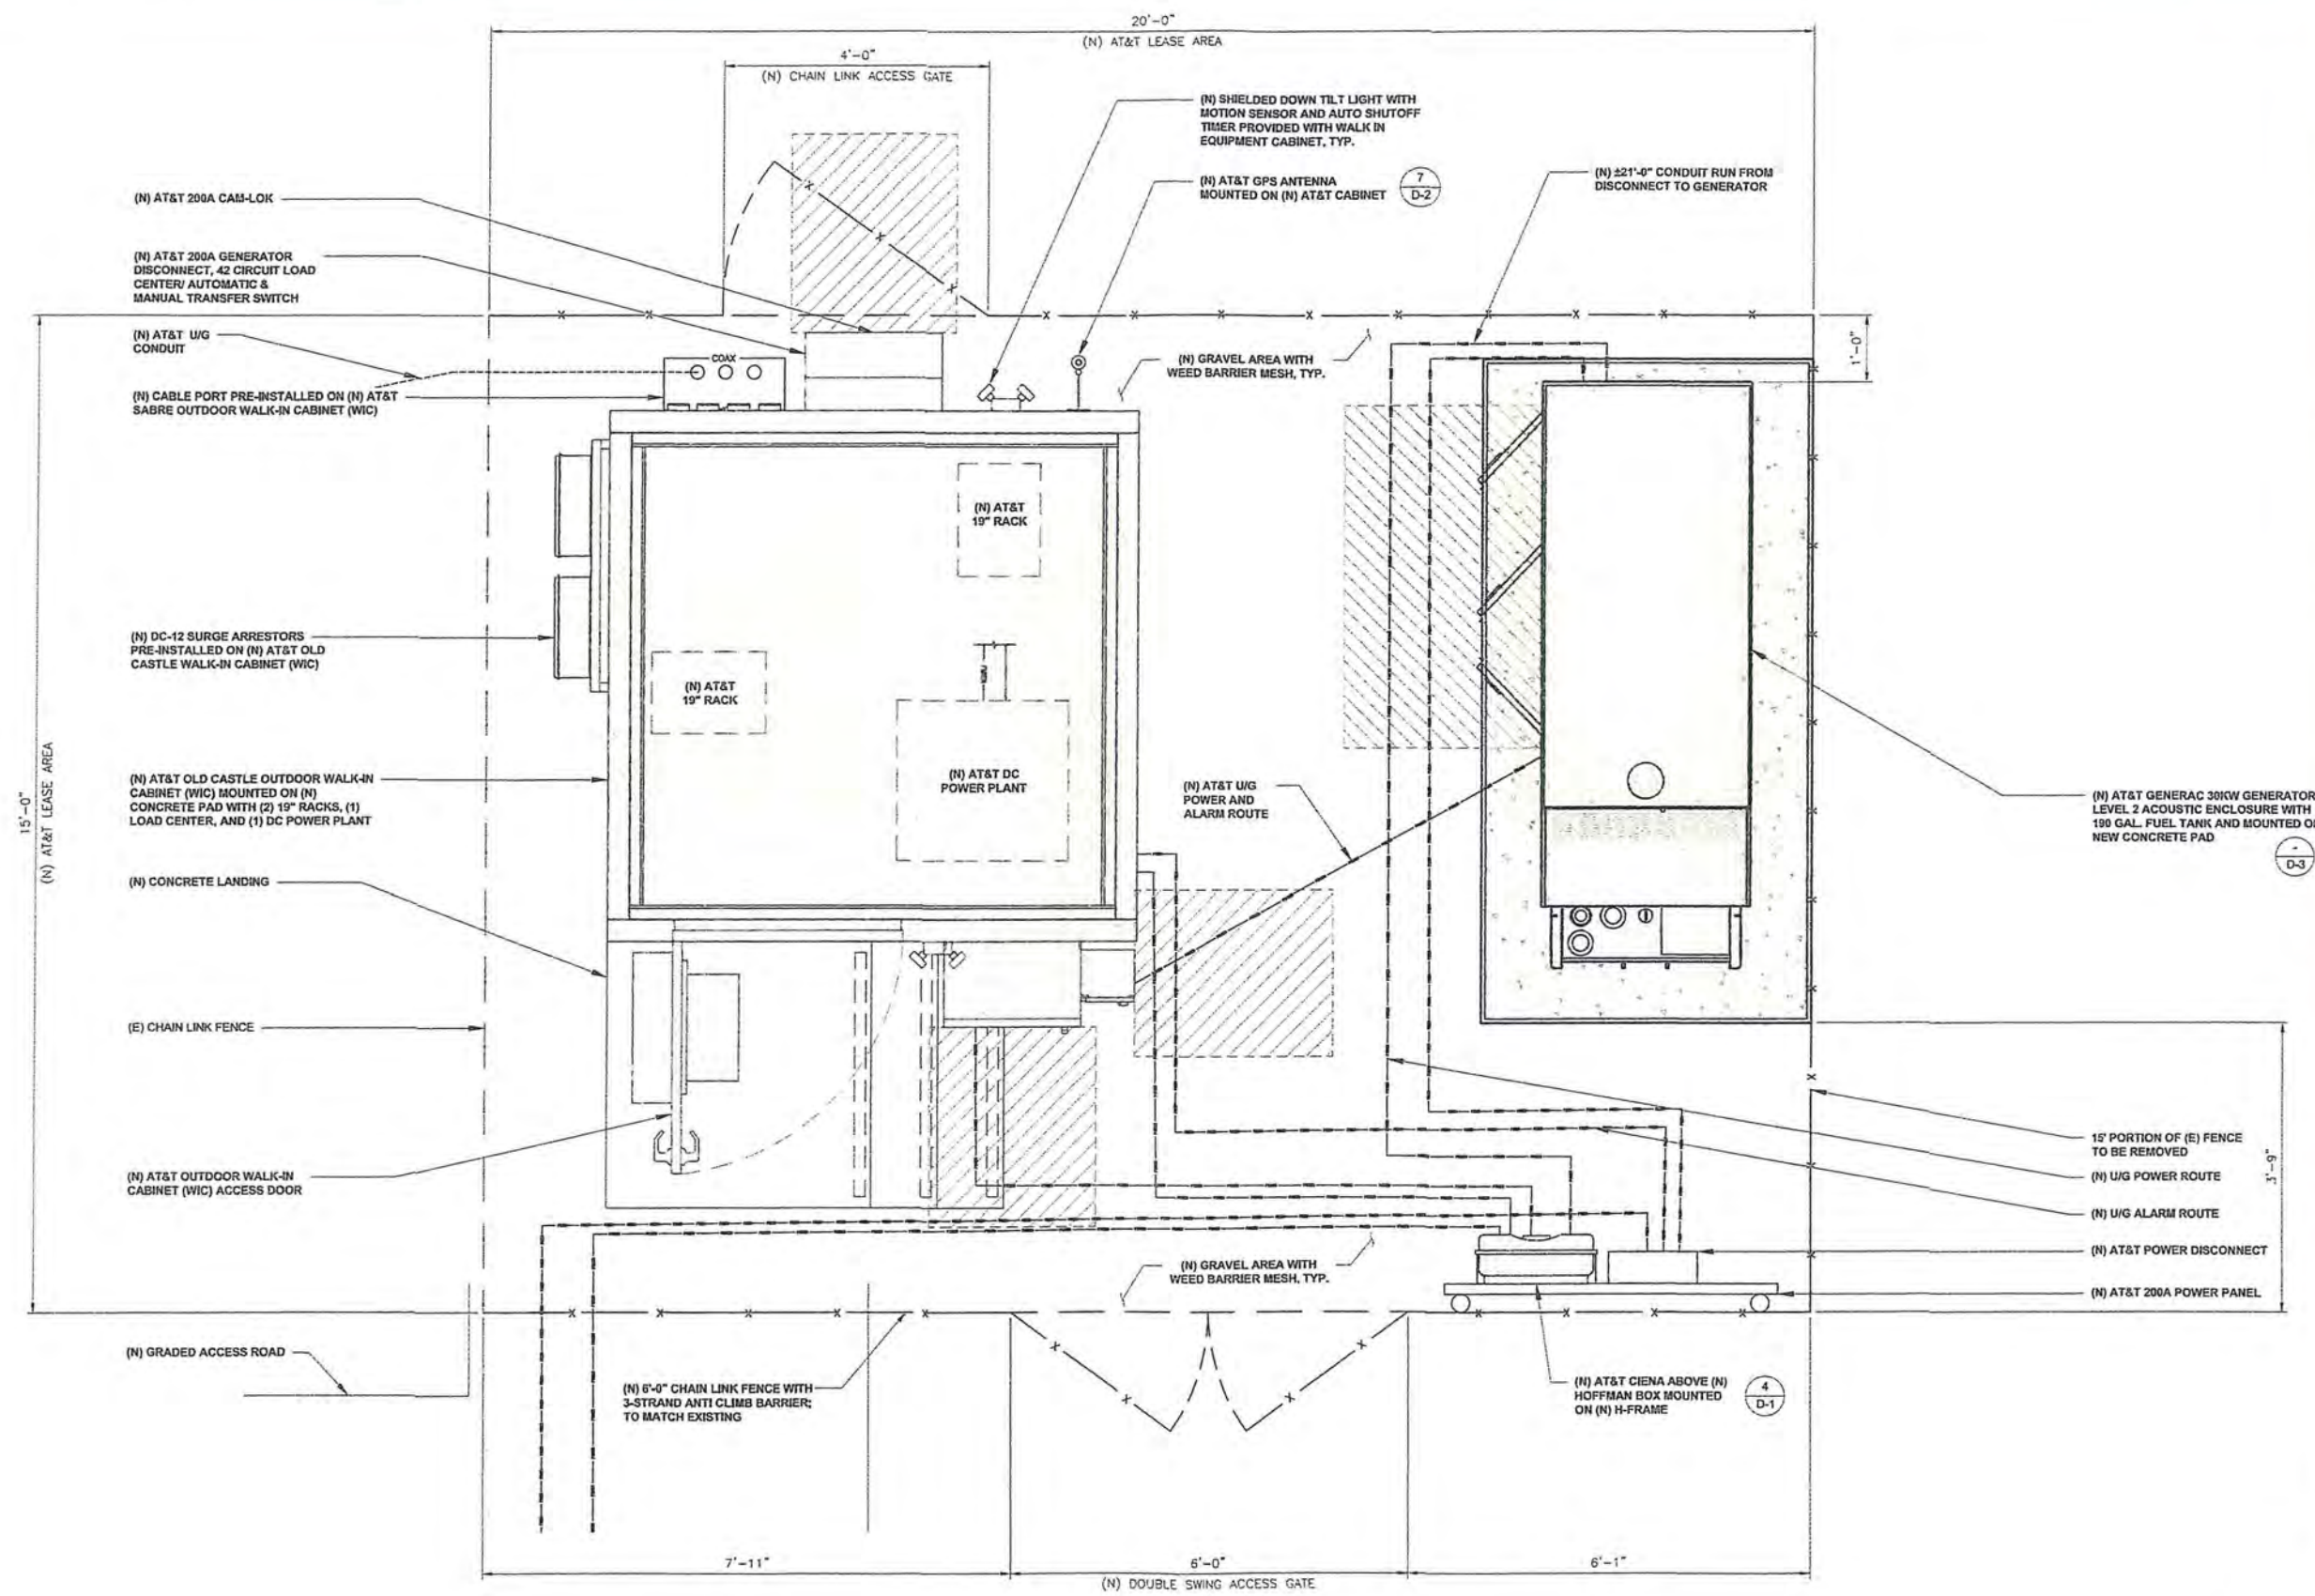 20'-0"
(N) AT&T LEASE AREA
4'-0"
(N) CHAIN LINK ACCESS GATE
(N) SHIELDED DOWN TILT LIGHT WITH
MOTION SENSOR AND AUTO SHUTOFF
TIMER PROVIDED WITH WALK IN
EQUIPMENT CABINET, TYP.
(N) AT&T GPS ANTENNA
MOUNTED ON (N) AT&T CABINET
7
D-2
(N) ±21'-0" CONDUIT RUN FROM
DISCONNECT TO GENERATOR
(N) AT&T 200A CAM-LOK
(N) AT&T 200A GENERATOR
DISCONNECT, 42 CIRCUIT LOAD
CENTER/ AUTOMATIC &
MANUAL TRANSFER SWITCH
(N) AT&T U/G
CONDUIT
COAX
(N) CABLE PORT PRE-INSTALLED ON (N) AT&T
SABRE OUTDOOR WALK-IN CABINET (WIC)
(N) GRAVEL AREA WITH
WEED BARRIER MESH, TYP.
1'-0"
(N) AT&T
19" RACK
(N) DC-12 SURGE ARRESTORS
PRE-INSTALLED ON (N) AT&T OLD
CASTLE WALK-IN CABINET (WIC)
(N) AT&T
19" RACK
15'-0"
(N) AT&T LEASE AREA
(N) AT&T OLD CASTLE OUTDOOR WALK-IN
CABINET (WIC) MOUNTED ON (N)
CONCRETE PAD WITH (2) 19" RACKS, (1)
LOAD CENTER, AND (1) DC POWER PLANT
(N) AT&T DC
POWER PLANT
(N) AT&T U/G
POWER AND
ALARM ROUTE
(N) AT&T GENERAC 30KW GENERATOR
LEVEL 2 ACOUSTIC ENCLOSURE WITH
190 GAL. FUEL TANK AND MOUNTED
NEW CONCRETE PAD
-
D-3
(N) CONCRETE LANDING
(E) CHAIN LINK FENCE
15' PORTION OF (E) FENCE
TO BE REMOVED
(N) AT&T OUTDOOR WALK-IN
CABINET (WIC) ACCESS DOOR
(N) U/G POWER ROUTE
3'-9"
(N) U/G ALARM ROUTE
(N) AT&T POWER DISCONNECT
(N) GRAVEL AREA WITH
WEED BARRIER MESH, TYP.
(N) AT&T 200A POWER PANEL
(N) GRADED ACCESS ROAD
(N) 6'-0" CHAIN LINK FENCE WITH
3-STRAND ANTI CLIMB BARRIER;
TO MATCH EXISTING
(N) AT&T CIENA ABOVE (N)
HOFFMAN BOX MOUNTED
ON (N) H-FRAME
4
D-1
7'-11"
6'-0"
6'-1"
(N) DOUBLE SWING ACCESS GATE